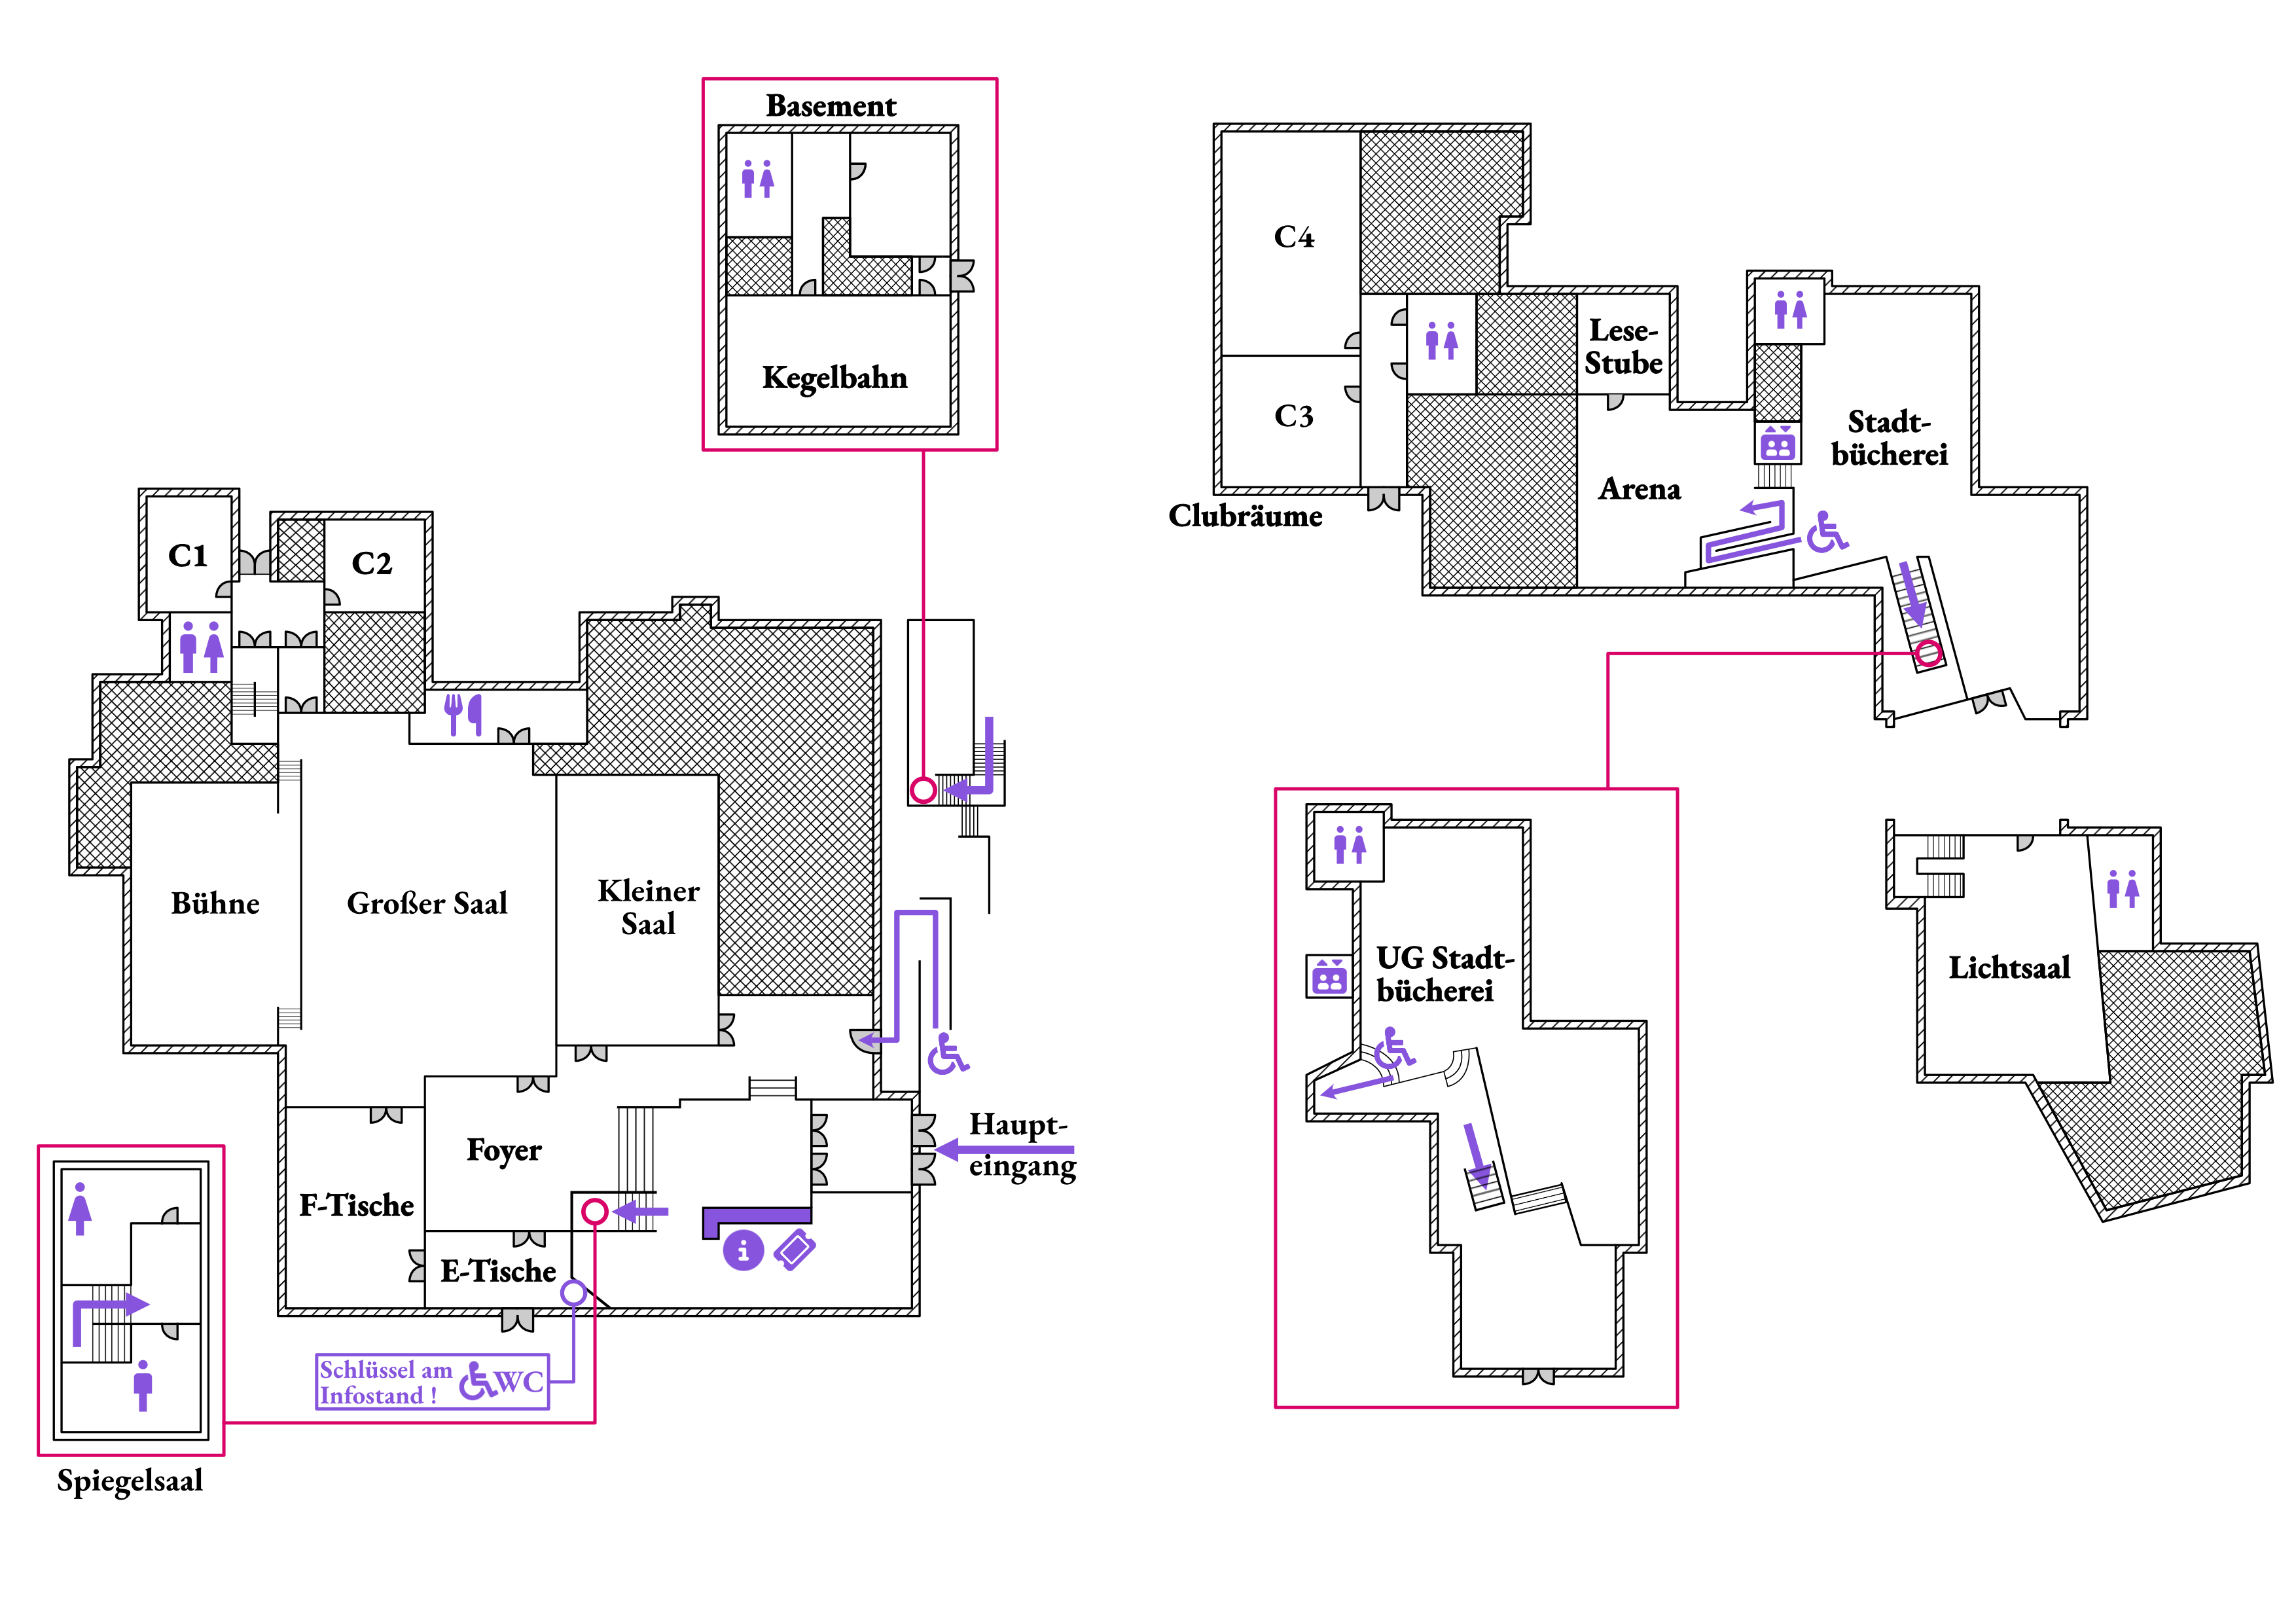 Basement
Kegelbahn
C1
C2
Bühne
Großer Saal
Kleiner
Saal
Foyer
F-Tische
E-Tische
Haupt-
eingang
Schlüssel am
Infostand !
WC
Spiegelsaal
C4
C3
Clubräume
Lese-
Stube
Arena
Stadt-
bücherei
UG Stadt-
bücherei
Lichtsaal